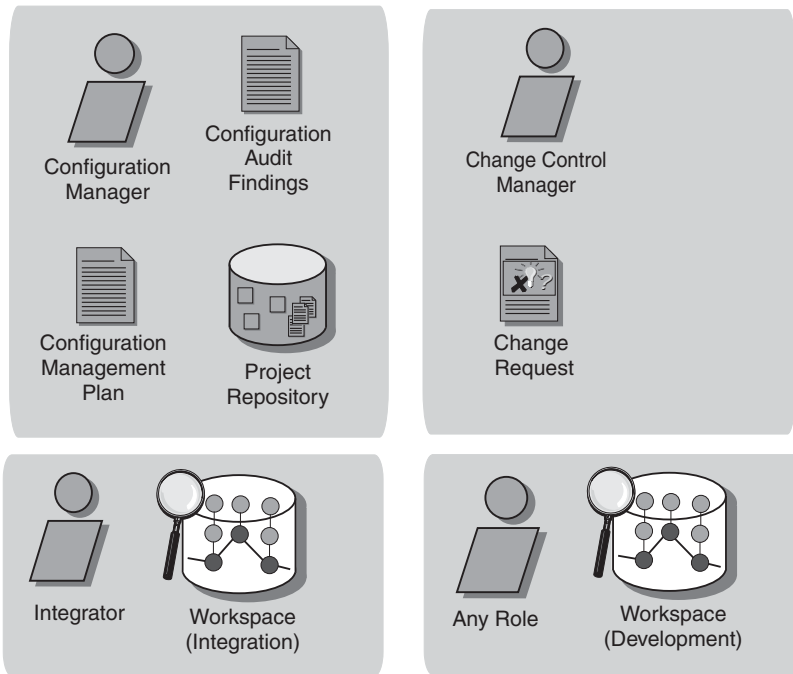 Configuration
Manager
Configuration
Audit
Findings
Configuration
Management
Plan
Project
Repository
Change Control
Manager
Change
Request
Integrator
Workspace
(Integration)
Any Role
Workspace
(Development)